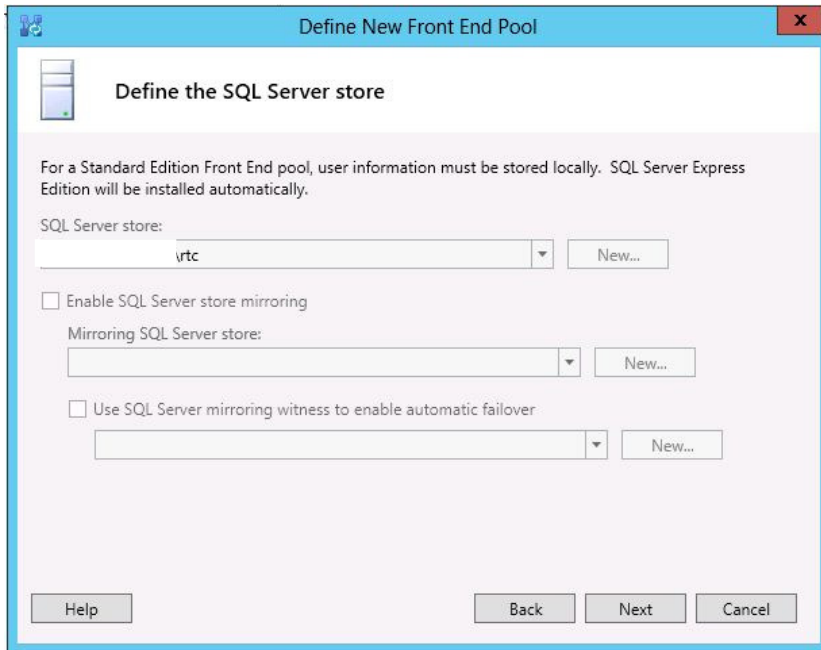 Define New Front End Pool
x
Define the SQL Server store
For a Standard Edition Front End pool, user information must be stored locally.  SQL Server Express
Edition will be installed automatically.
SQL Server store:
\rtc
New...
Enable SQL Server store mirroring
Mirroring SQL Server store:
New...
Use SQL Server mirroring witness to enable automatic failover
New...
Help
Back
Next
Cancel